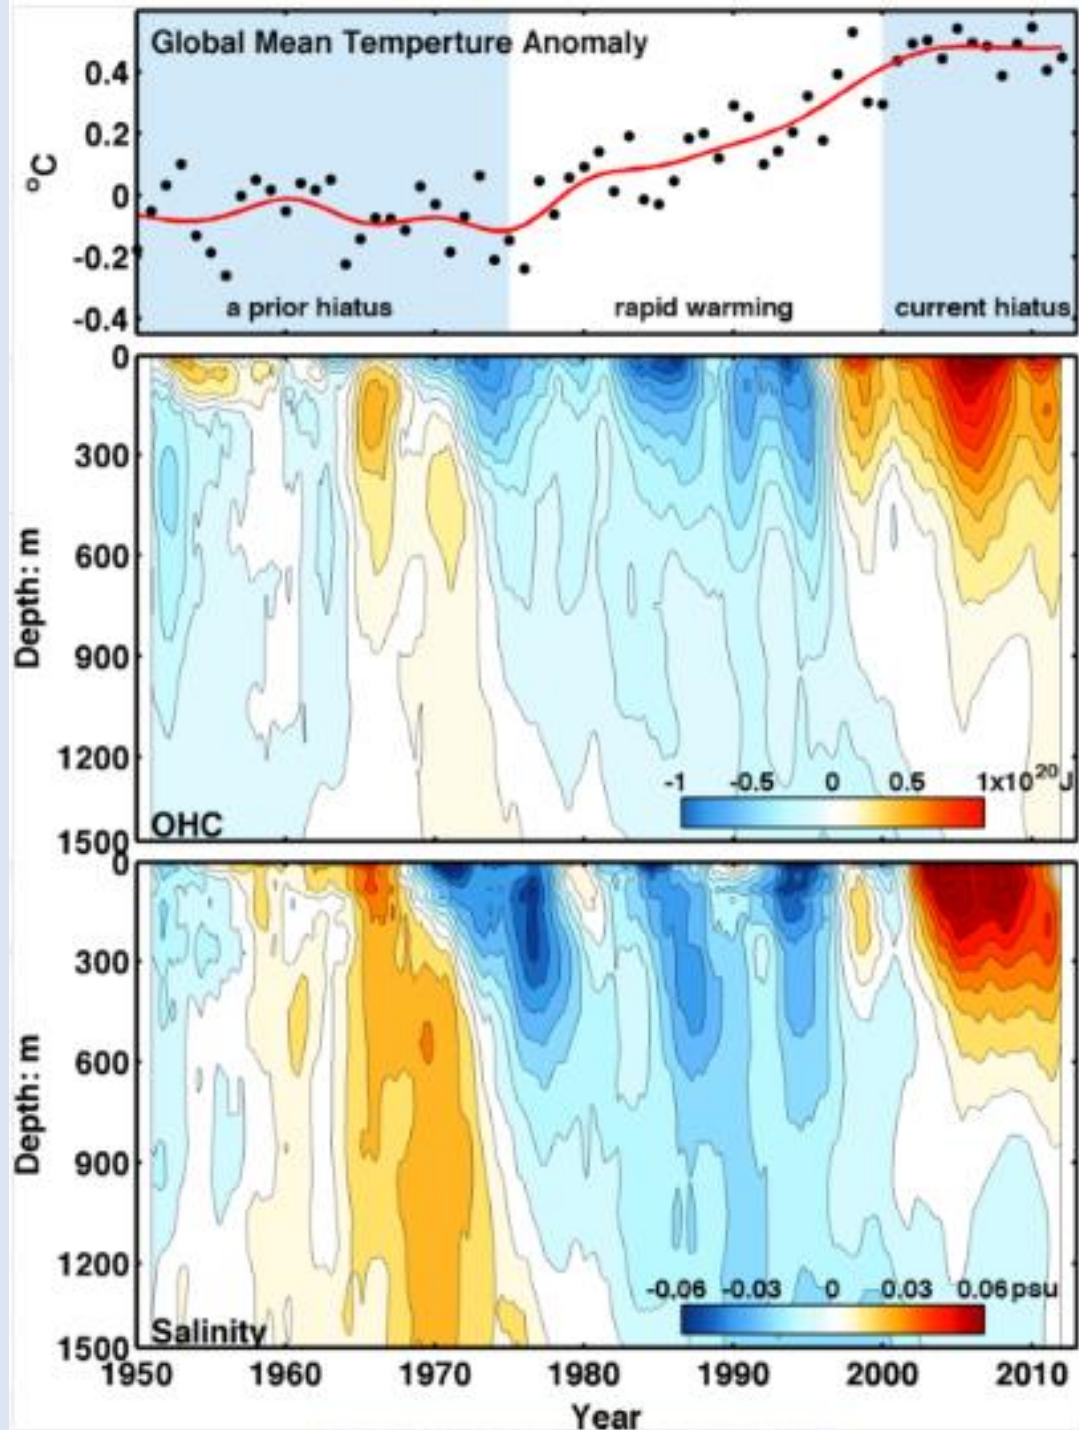 Global Mean Temperture Anomaly
°C
0.4
0.2
0
-0.2
-0.4
a prior hiatus
rapid warming
current hiatus
Depth: m
0
300
600
900
1200
1500
-1 -0.5 0 0.5 1x10²⁰J
OHC
Depth: m
0
300
600
900
1200
1500
-0.06 -0.03 0 0.03 0.06psu
Salinity
1950 1960 1970 1980 1990 2000 2010
Year